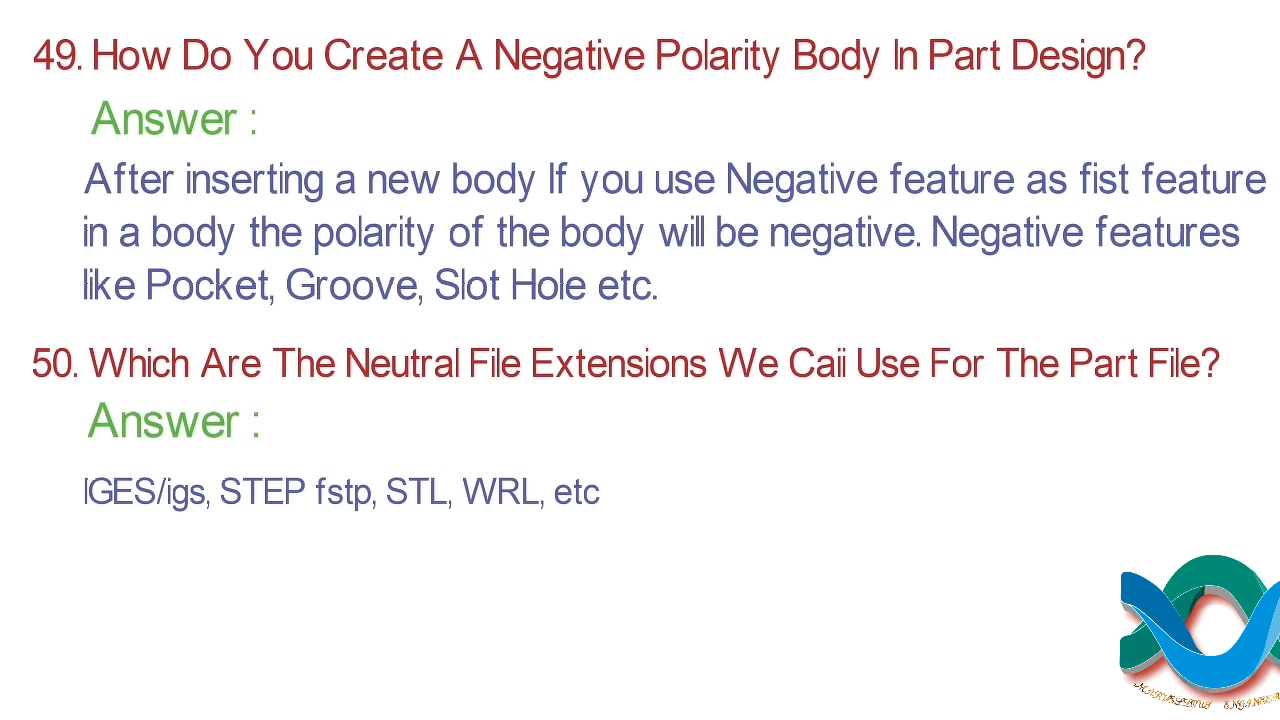 49. How Do You Create A Negative Polarity Body In Part Design?
Answer :
After inserting a new body If you use Negative feature as fist feature
in a body the polarity of the body will be negative. Negative features
like Pocket, Groove, Slot Hole etc.
50. Which Are The Neutral File Extensions We Caii Use For The Part File?
Answer :
IGES/igs, STEP fstp, STL, WRL, etc